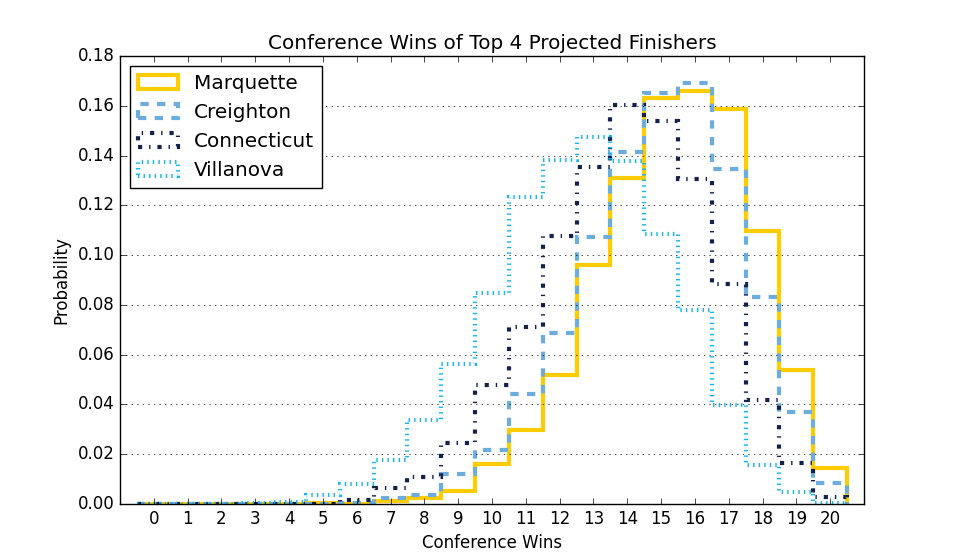 Conference Wins of Top 4 Projected Finishers
0.18
0.16
0.14
0.12
0.10
0.08
0.06
0.04
0.02
0.00
Probability
Marquette
Creighton
Connecticut
Villanova
0 1 2 3 4 5 6 7 8 9 10 11 12 13 14 15 16 17 18 19 20
Conference Wins